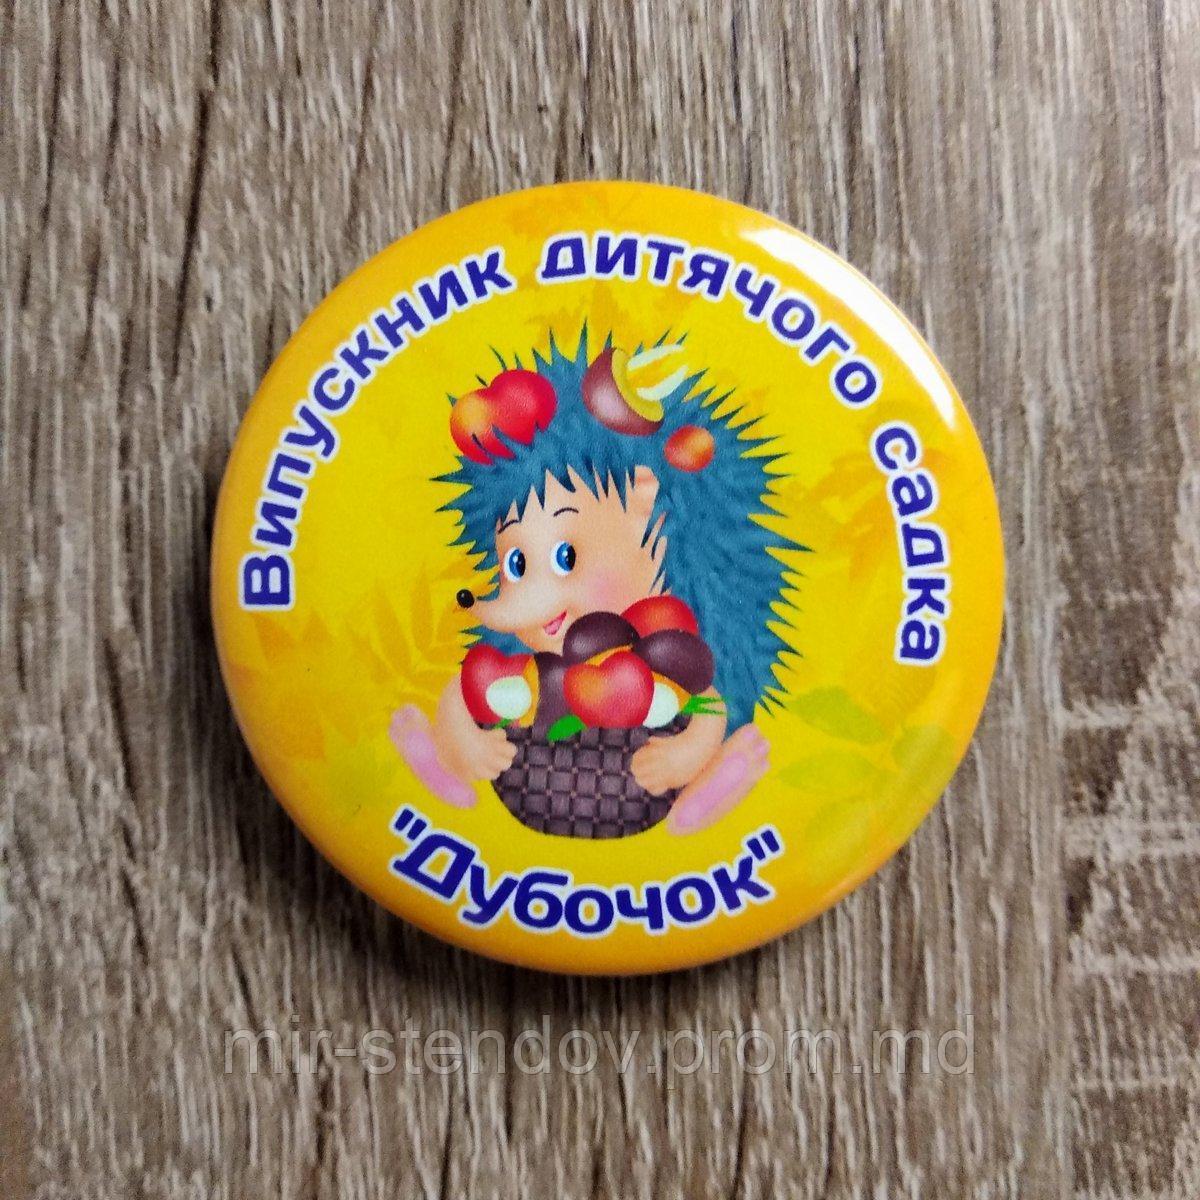 Випускник дитячого садка
"Дубочок"
mir-stendov.prom.md